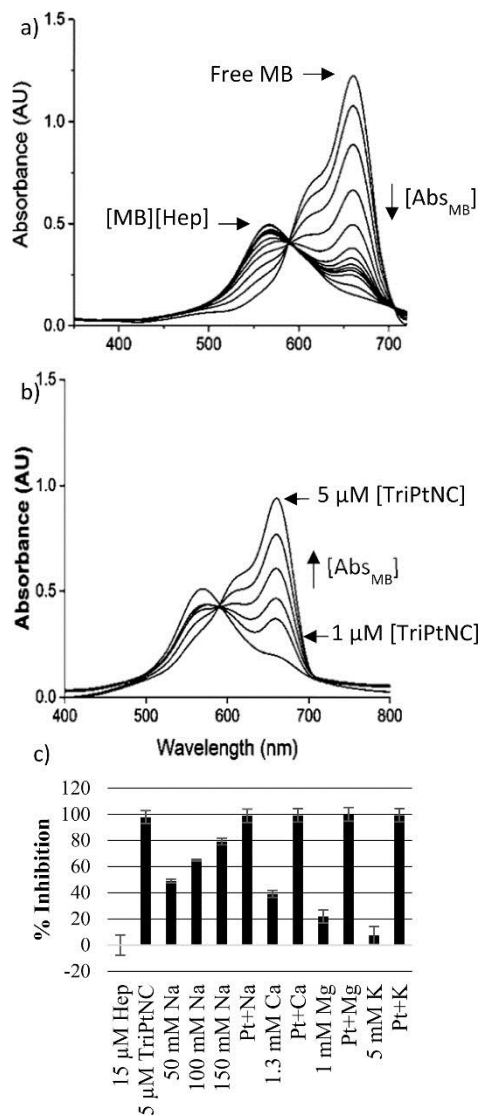 a)
Absorbance (AU)
1.5
1.0
0.5
0.0
Free MB
[MB][Hep]
[Abs_MB]
400 500 600 700
b)
Absorbance (AU)
1.5
1.0
0.5
0.0
5 µM [TriPtNC]
[Abs_MB]
1 µM [TriPtNC]
400 500 600 700 800
Wavelength (nm)
c)
% Inhibition
120
100
80
60
40
20
0
-20
15 µM Hep
5 µM TriPtNC
50 mM Na
100 mM Na
150 mM Na
Pt+Na
1.3 mM Ca
Pt+Ca
1 mM Mg
Pt+Mg
5 mM K
Pt+K